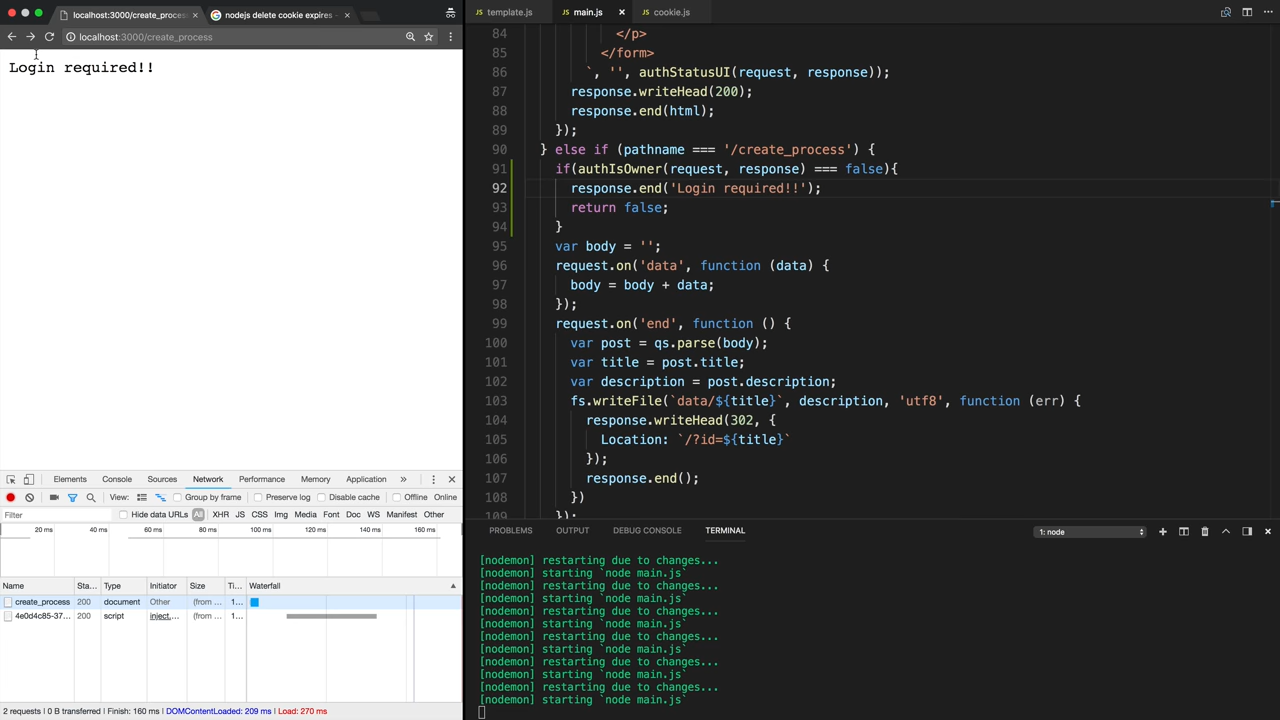 localhost:3000/create_proces
nodejs delete cookie expires -
localhost:3000/create_process
Login required!!
Elements Console Sources Network Performance Memory Application
View: Group by frame Preserve log Disable cache Offline Online
Filter Hide data URLs All XHR JS CSS Img Media Font Doc WS Manifest Other
20 ms 40 ms 60 ms 80 ms 100 ms 120 ms 140 ms 160 ms
Name Sta... Type Initiator Size Ti... Waterfall
create_process 200 document Other (from ... 1...
4e0d4c85-37... 200 script inject.... (from ... 1...
2 requests | 0 B transferred | Finish: 160 ms | DOMContentLoaded: 209 ms | Load: 270 ms
template.js main.js cookie.js
84 </p>
85 </form>
86 `, '', authStatusUI(request, response));
87 response.writeHead(200);
88 response.end(html);
89 });
90 } else if (pathname === '/create_process') {
91 if(authIsOwner(request, response) === false){
92 response.end('Login required!!');
93 return false;
94 }
95 var body = '';
96 request.on('data', function (data) {
97 body = body + data;
98 });
99 request.on('end', function () {
100 var post = qs.parse(body);
101 var title = post.title;
102 var description = post.description;
103 fs.writeFile(`data/${title}`, description, 'utf8', function (err) {
104 response.writeHead(302, {
105 Location: `/?id=${title}`
106 });
107 response.end();
108 })
109 });
PROBLEMS OUTPUT DEBUG CONSOLE TERMINAL 1: node
[nodemon] restarting due to changes...
[nodemon] starting `node main.js`
[nodemon] restarting due to changes...
[nodemon] starting `node main.js`
[nodemon] restarting due to changes...
[nodemon] starting `node main.js`
[nodemon] restarting due to changes...
[nodemon] starting `node main.js`
[nodemon] restarting due to changes...
[nodemon] starting `node main.js`
[nodemon] restarting due to changes...
[nodemon] starting `node main.js`